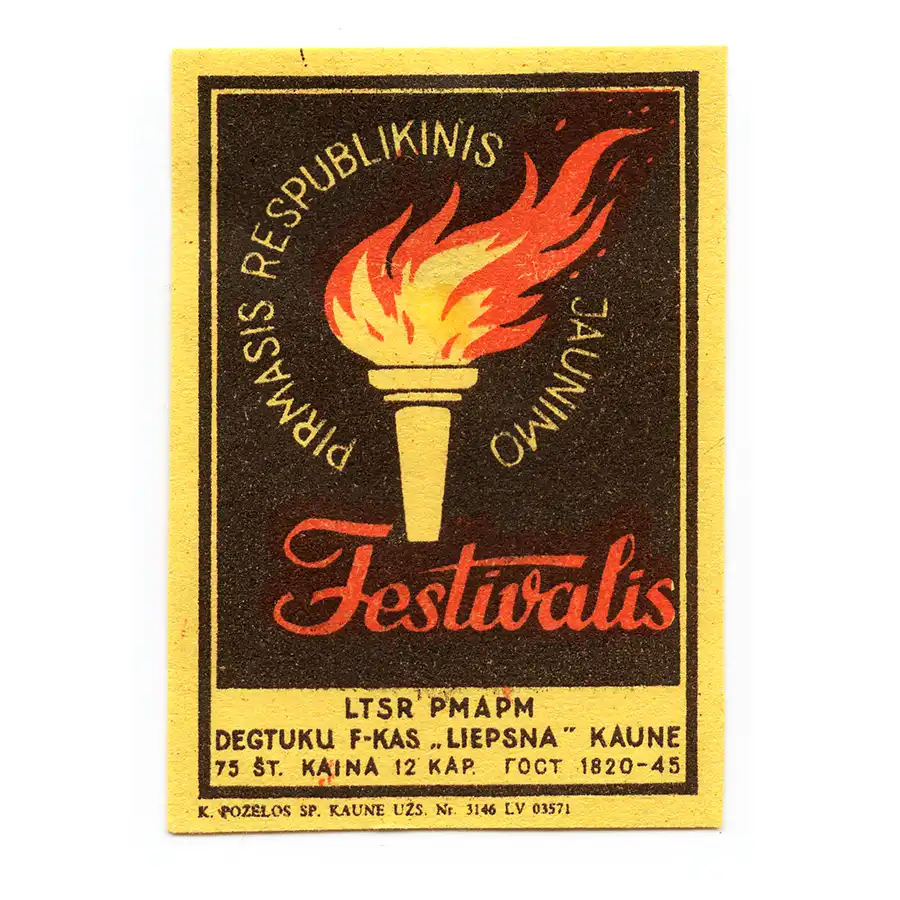 PIRMASIS RESPUBLIKINIS JAUNIMO
Festivalis
LTSR PMAPM
DEGTUKU F-KAS „LIEPSNA” KAUNE
75 ŠT. KAINA 12 KAP. ГОСТ 1820-45
K. POŽELOS SP. KAUNE UŽS. Nr. 3146 LV 03571